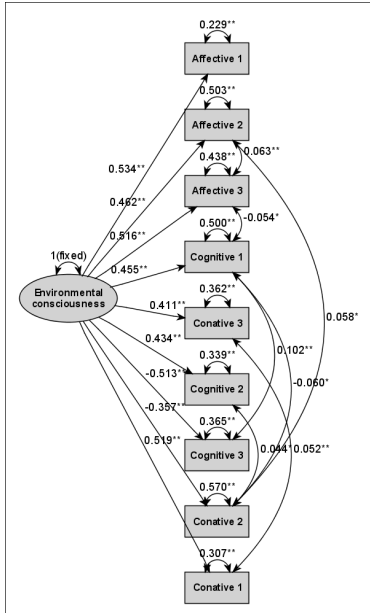 0.229**
Affective 1
0.503**
Affective 2
0.438**
0.063**
0.534**
Affective 3
0.462**
-0.054*
0.516**
0.500**
1(fixed)
Cognitive 1
0.455**
Environmental
consciousness
0.362**
0.411**
Conative 3
0.058*
0.434**
0.339**
0.102**
Cognitive 2
-0.060*
-0.513**
0.365**
-0.357**
Cognitive 3
0.519**
0.044*
0.052**
0.570**
Conative 2
0.307**
Conative 1